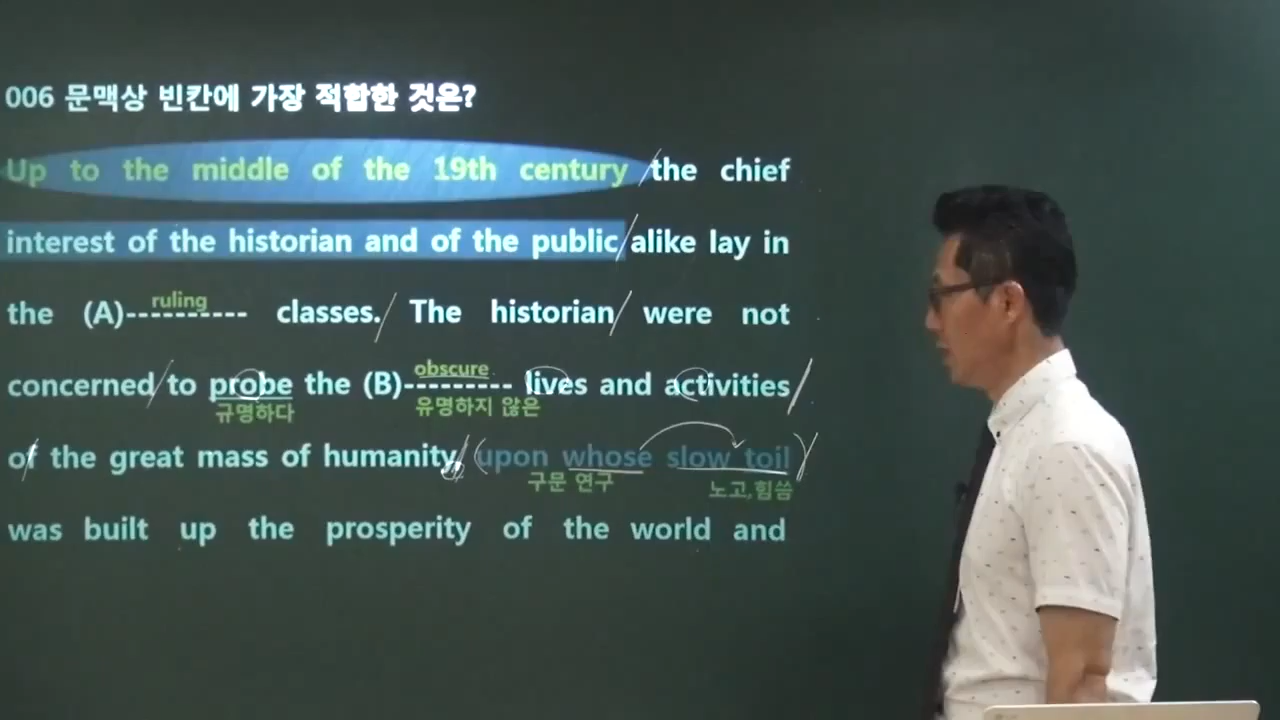 006 문맥상 빈칸에 가장 적합한 것은?
Up to the middle of the 19th century the chief
interest of the historian and of the public alike lay in
ruling
the (A)---------- classes. The historian were not
obscure
concerned to probe the (B)--------- lives and activities
규명하다 유명하지 않은
of the great mass of humanity, upon whose slow toil
구문 연구 노고,힘씀
was built up the prosperity of the world and